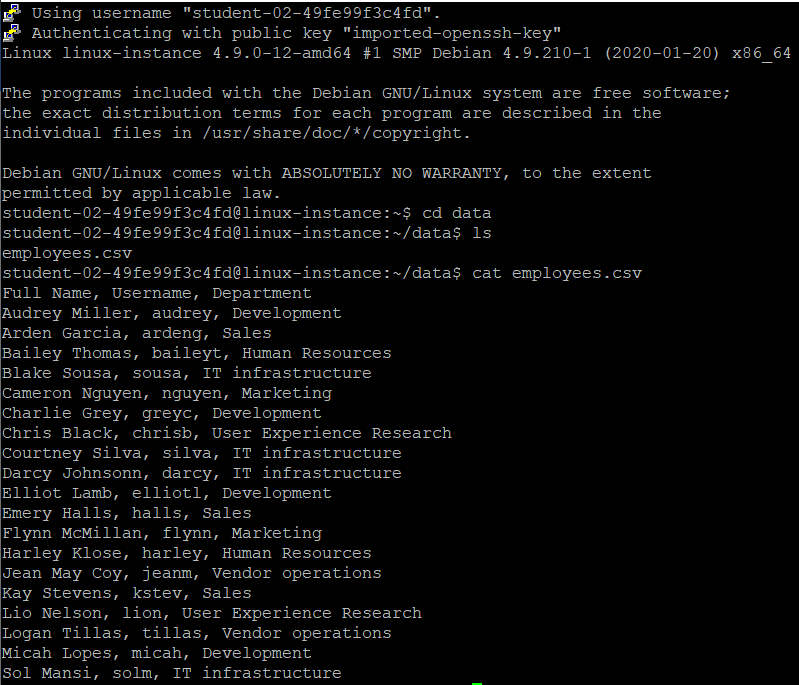 Using username "student-02-49fe99f3c4fd".
Authenticating with public key "imported-openssh-key"
Linux linux-instance 4.9.0-12-amd64 #1 SMP Debian 4.9.210-1 (2020-01-20) x86_64
The programs included with the Debian GNU/Linux system are free software;
the exact distribution terms for each program are described in the
individual files in /usr/share/doc/*/copyright.
Debian GNU/Linux comes with ABSOLUTELY NO WARRANTY, to the extent
permitted by applicable law.
student-02-49fe99f3c4fd@linux-instance:~$ cd data
student-02-49fe99f3c4fd@linux-instance:~/data$ ls
employees.csv
student-02-49fe99f3c4fd@linux-instance:~/data$ cat employees.csv
Full Name, Username, Department
Audrey Miller, audrey, Development
Arden Garcia, ardeng, Sales
Bailey Thomas, baileyt, Human Resources
Blake Sousa, sousa, IT infrastructure
Cameron Nguyen, nguyen, Marketing
Charlie Grey, greyc, Development
Chris Black, chrisb, User Experience Research
Courtney Silva, silva, IT infrastructure
Darcy Johnsonn, darcy, IT infrastructure
Elliot Lamb, elliotl, Development
Emery Halls, halls, Sales
Flynn McMillan, flynn, Marketing
Harley Klose, harley, Human Resources
Jean May Coy, jeanm, Vendor operations
Kay Stevens, kstev, Sales
Lio Nelson, lion, User Experience Research
Logan Tillas, tillas, Vendor operations
Micah Lopes, micah, Development
Sol Mansi, solm, IT infrastructure